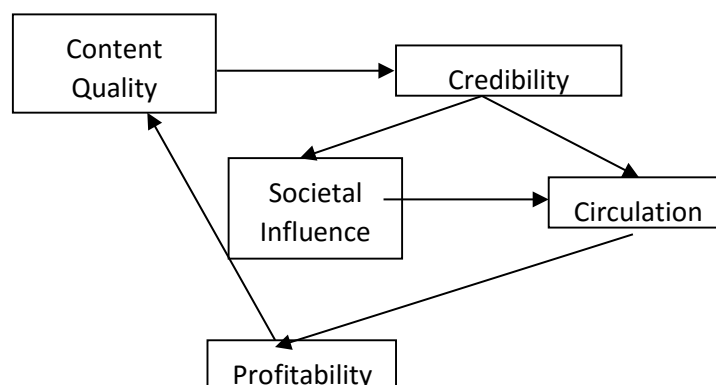 Content
Quality
Credibility
Societal
Influence
Circulation
Profitability